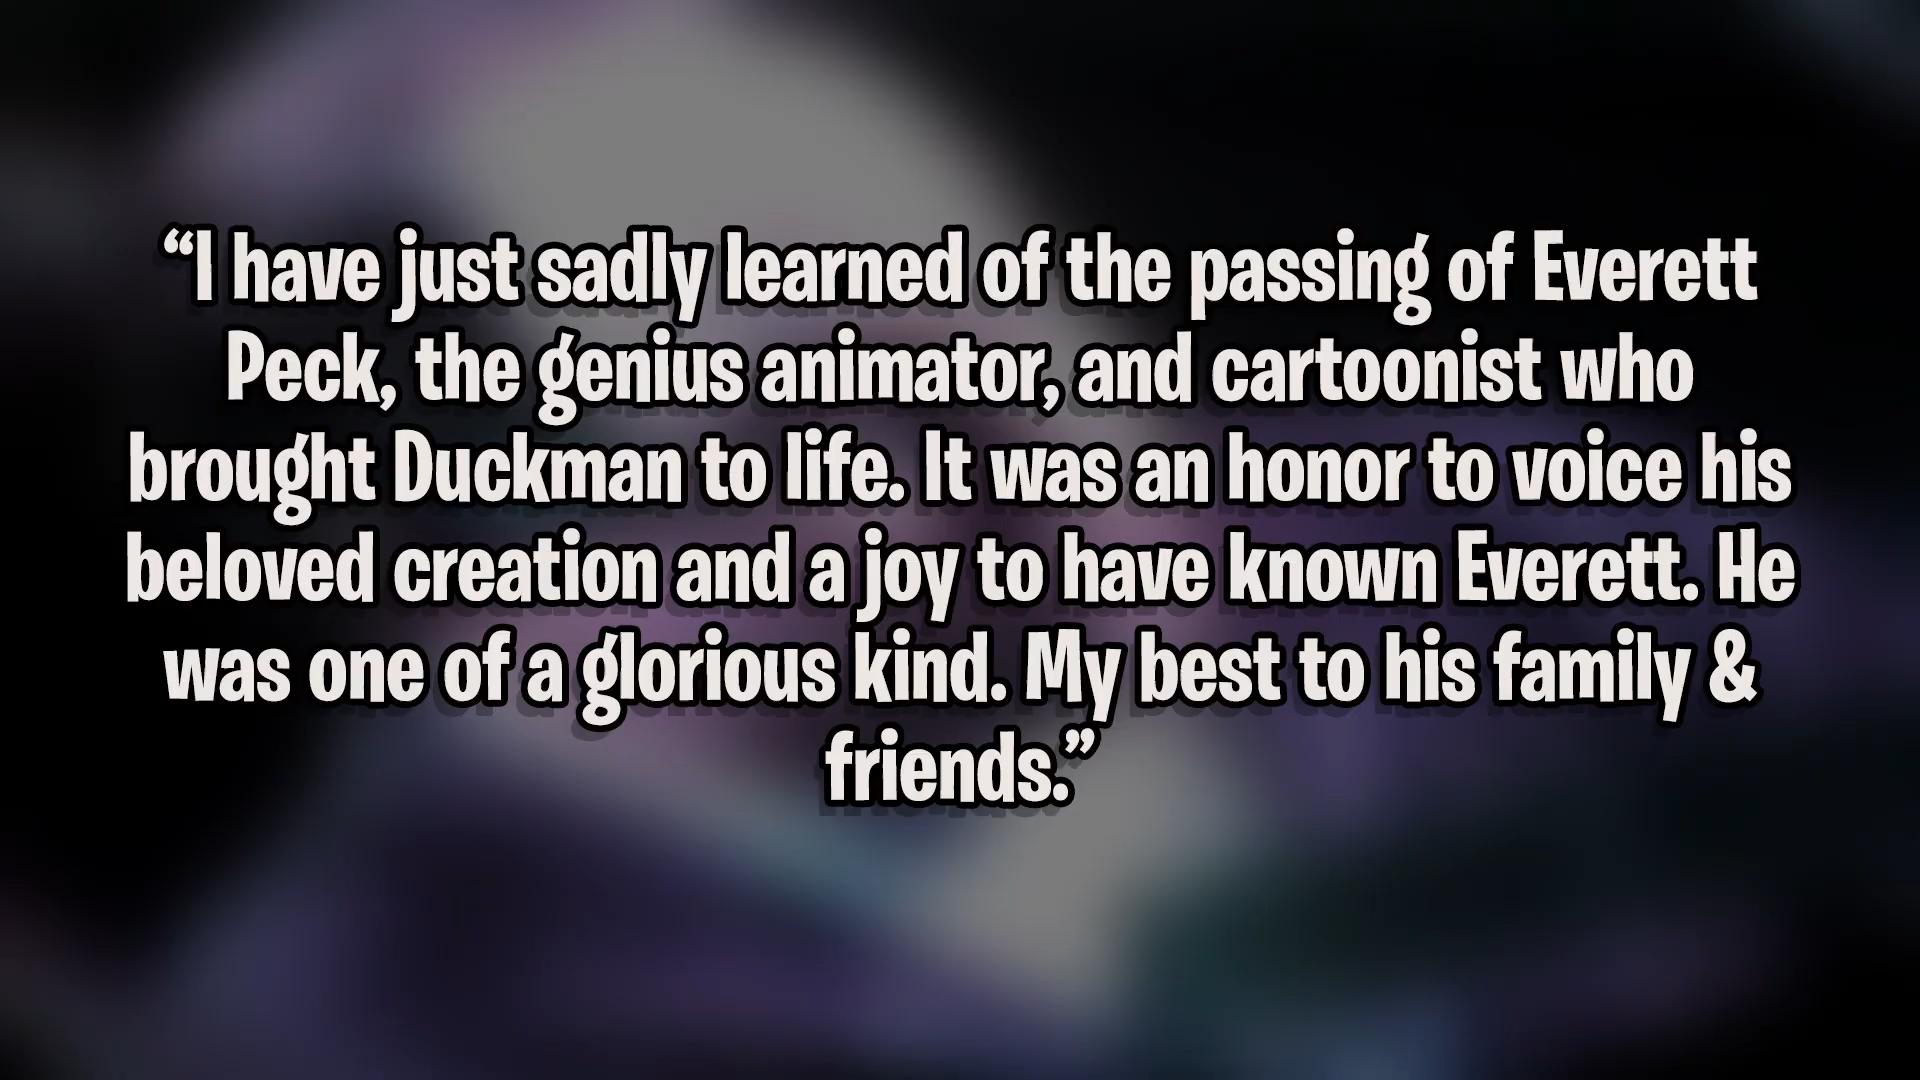 “I have just sadly learned of the passing of Everett
Peck, the genius animator, and cartoonist who
brought Duckman to life. It was an honor to voice his
beloved creation and a joy to have known Everett. He
was one of a glorious kind. My best to his family &
friends.”